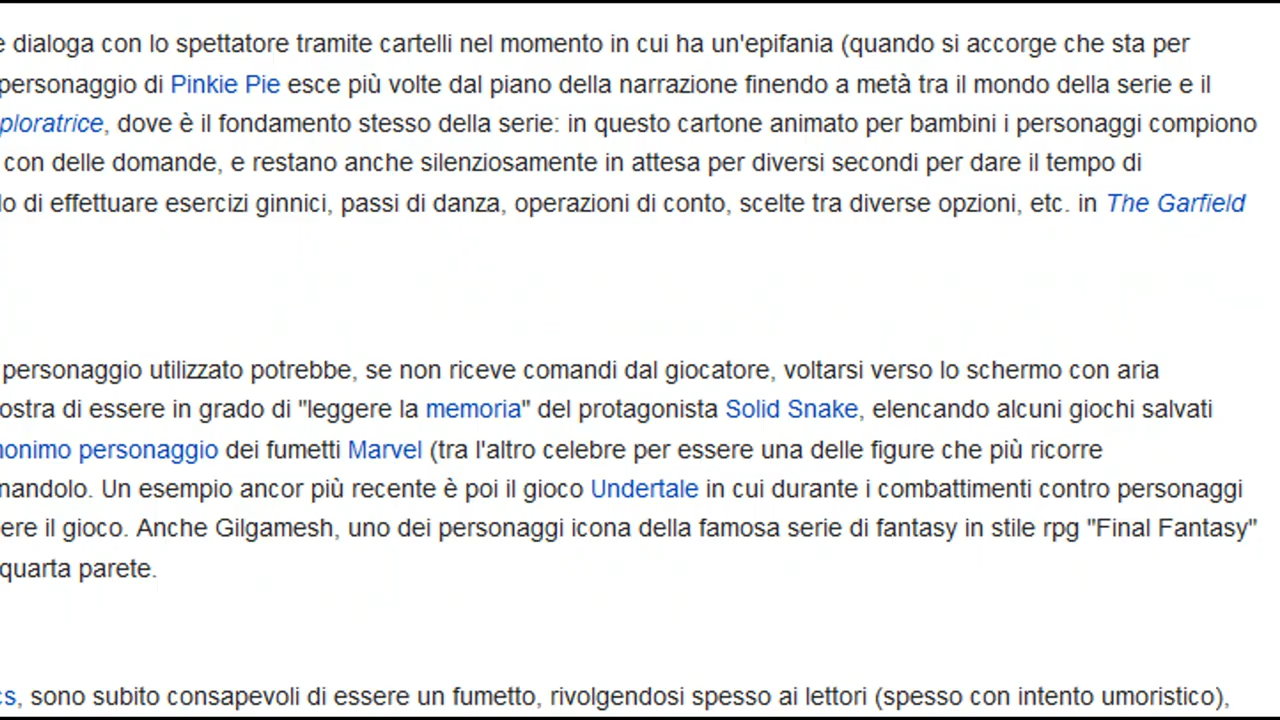 e dialoga con lo spettatore tramite cartelli nel momento in cui ha un'epifania (quando si accorge che sta per
personaggio di Pinkie Pie esce più volte dal piano della narrazione finendo a metà tra il mondo della serie e il
ploratrice, dove è il fondamento stesso della serie: in questo cartone animato per bambini i personaggi compiono
con delle domande, e restano anche silenziosamente in attesa per diversi secondi per dare il tempo di
lo di effettuare esercizi ginnici, passi di danza, operazioni di conto, scelte tra diverse opzioni, etc. in The Garfield
personaggio utilizzato potrebbe, se non riceve comandi dal giocatore, voltarsi verso lo schermo con aria
ostra di essere in grado di "leggere la memoria" del protagonista Solid Snake, elencando alcuni giochi salvati
nonimo personaggio dei fumetti Marvel (tra l'altro celebre per essere una delle figure che più ricorre
nandolo. Un esempio ancor più recente è poi il gioco Undertale in cui durante i combattimenti contro personaggi
ere il gioco. Anche Gilgamesh, uno dei personaggi icona della famosa serie di fantasy in stile rpg "Final Fantasy"
quarta parete.
cs, sono subito consapevoli di essere un fumetto, rivolgendosi spesso ai lettori (spesso con intento umoristico),